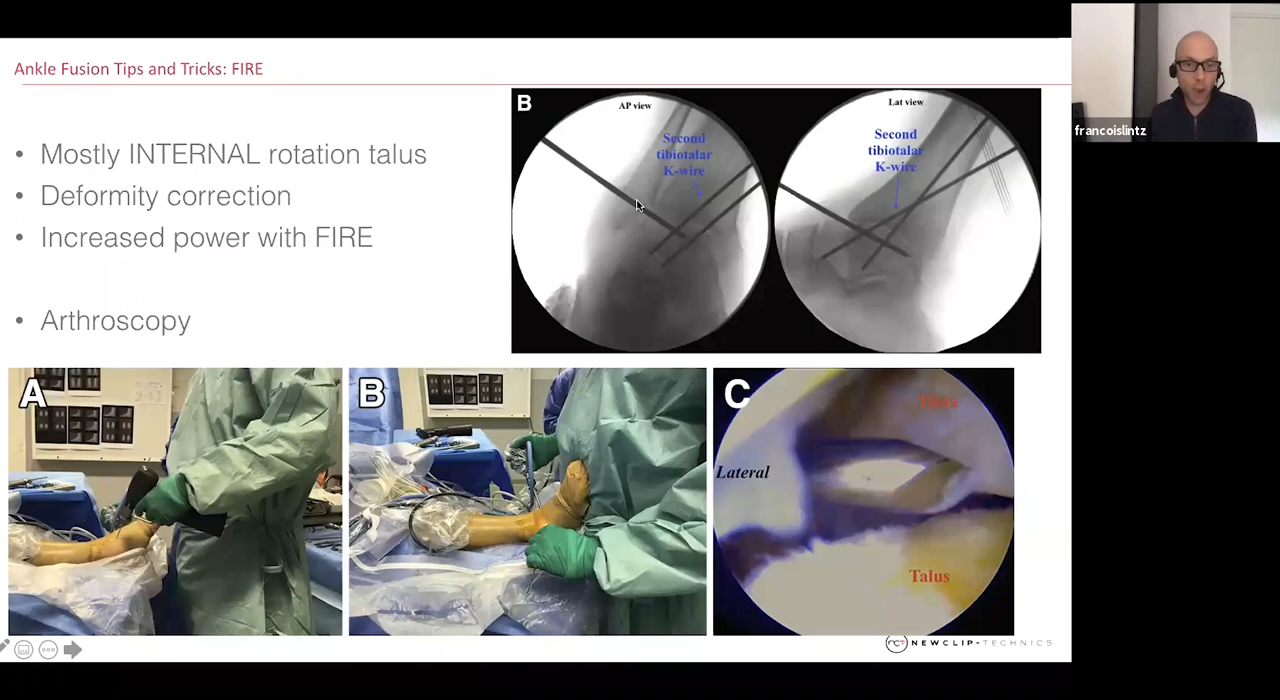 Ankle Fusion Tips and Tricks: FIRE
• Mostly INTERNAL rotation talus
• Deformity correction
• Increased power with FIRE
• Arthroscopy
B
AP view
Second
tibiotalar
K-wire
Lat view
Second
tibiotalar
K-wire
francoislintz
A
B
C
Tibia
Lateral
Talus
NEWCLIP-TECHNICS